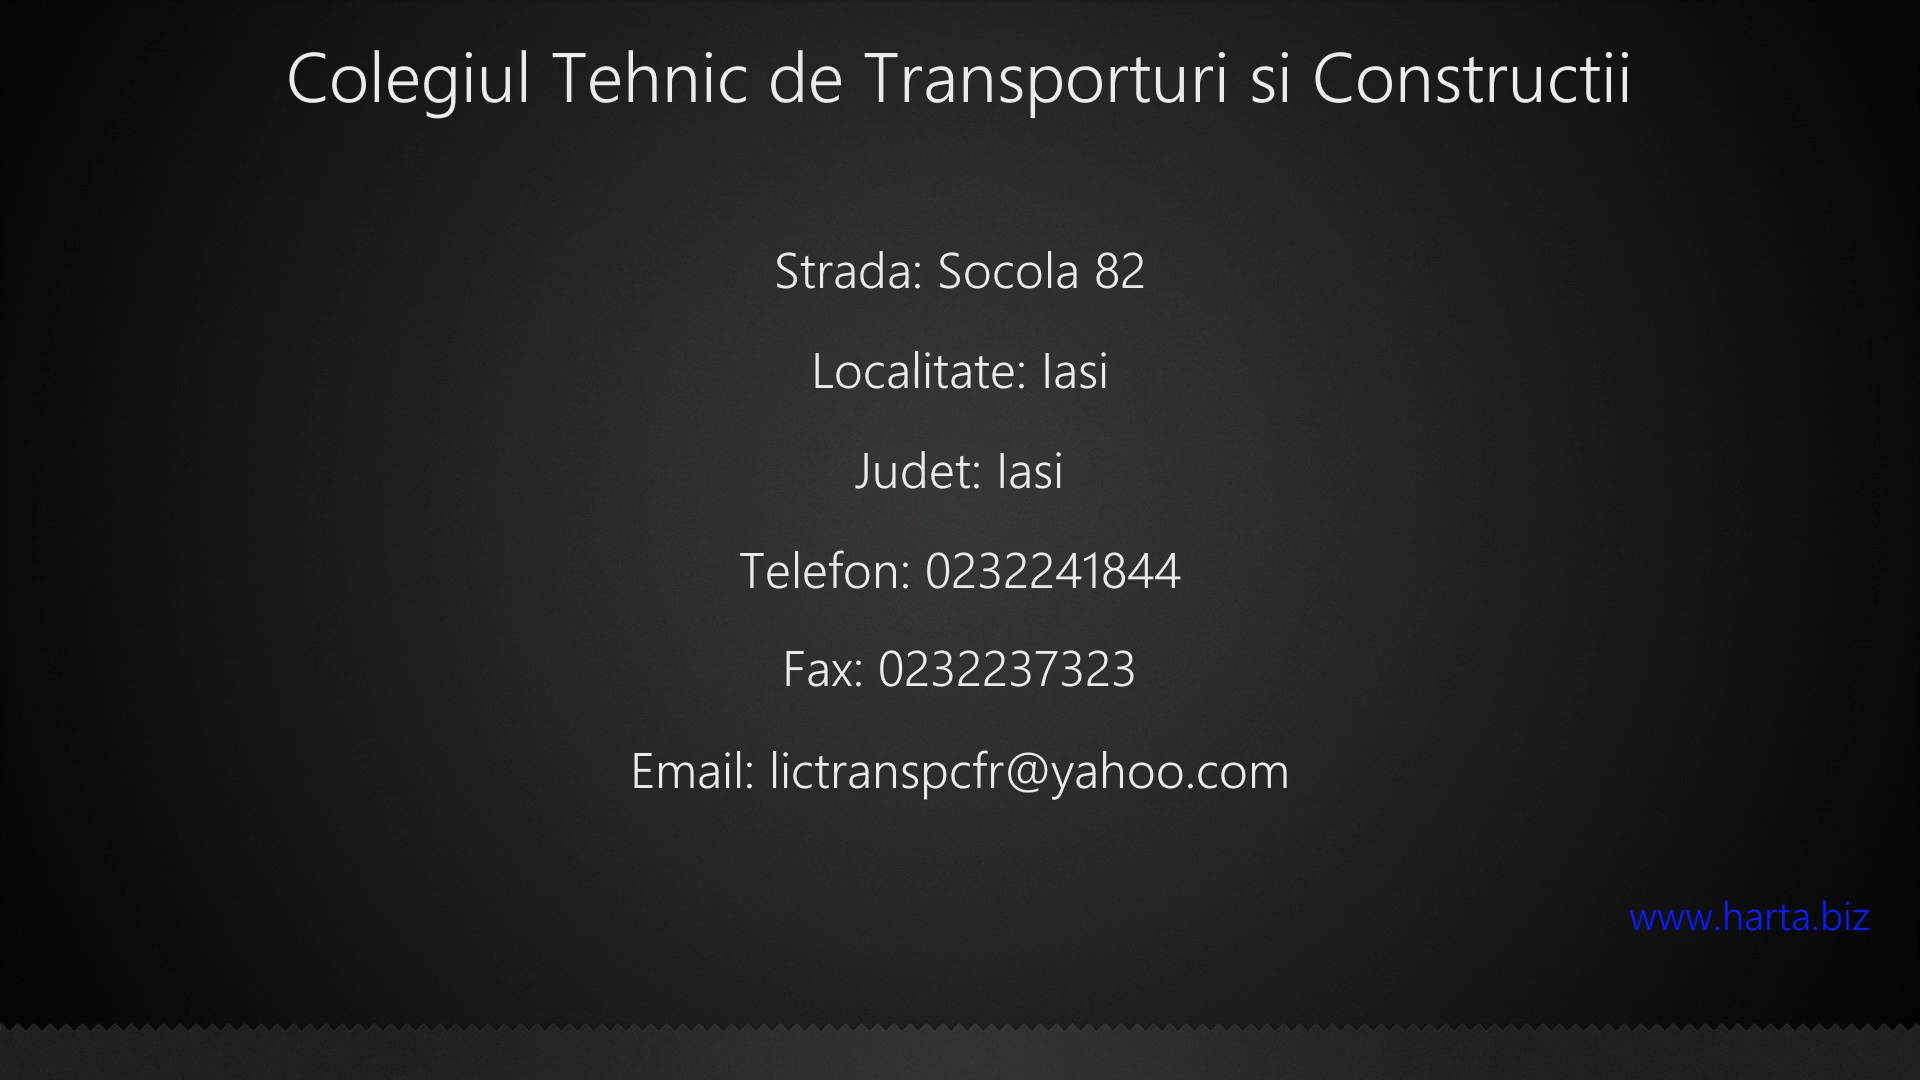 Colegiul Tehnic de Transporturi si Constructii
Strada: Socola 82
Localitate: Iasi
Judet: Iasi
Telefon: 0232241844
Fax: 0232237323
Email: lictranspcfr@yahoo.com
www.harta.biz